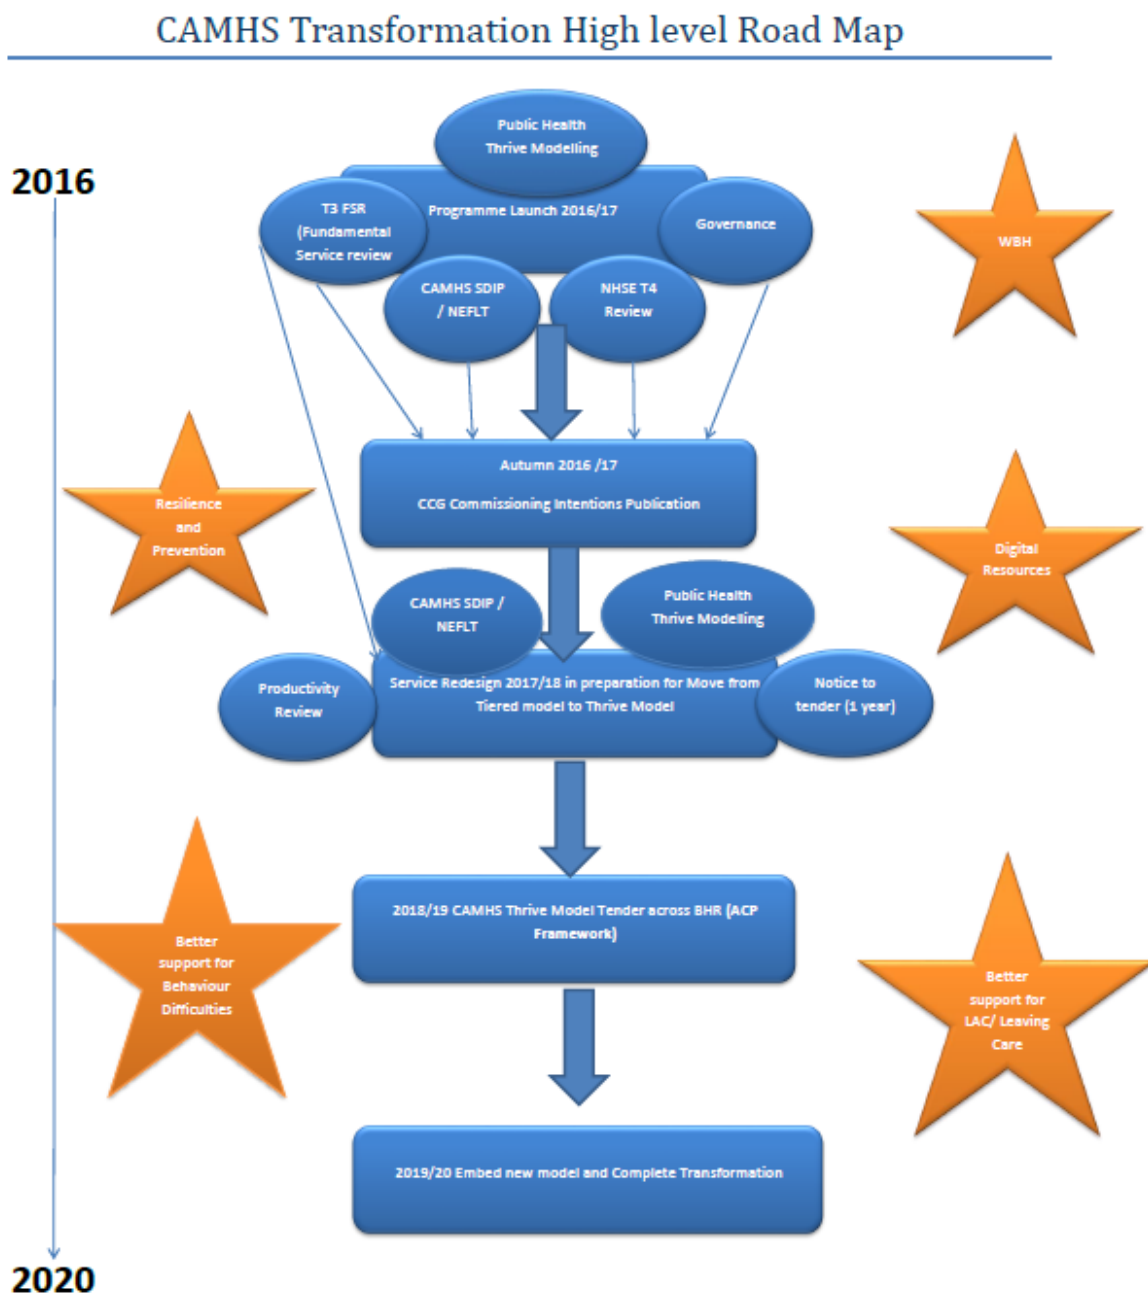 CAMHS Transformation High level Road Map
2016
Public Health
Thrive Modelling
Programme Launch 2016/17
T3 FSR
(Fundamental
Service review
Governance
CAMHS SDIP
/ NEFLT
NHSE T4
Review
WBH
Autumn 2016 /17
CCG Commissioning Intentions Publication
Resilience
and
Prevention
Digital
Resources
CAMHS SDIP /
NEFLT
Public Health
Thrive Modelling
Productivity
Review
Service Redesign 2017/18 in preparation for Move from
Tiered model to Thrive Model
Notice to
tender (1 year)
2018/19 CAMHS Thrive Model Tender across BHR (ACP
Framework)
Better
support for
Behaviour
Difficulties
Better
support for
LAC/ Leaving
Care
2019/20 Embed new model and Complete Transformation
2020